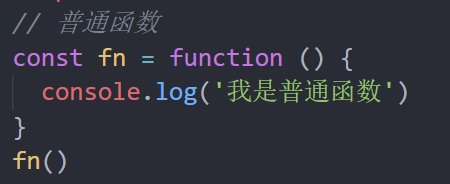 // 普通函数
const fn = function () {
  console.log('我是普通函数')
}
fn()